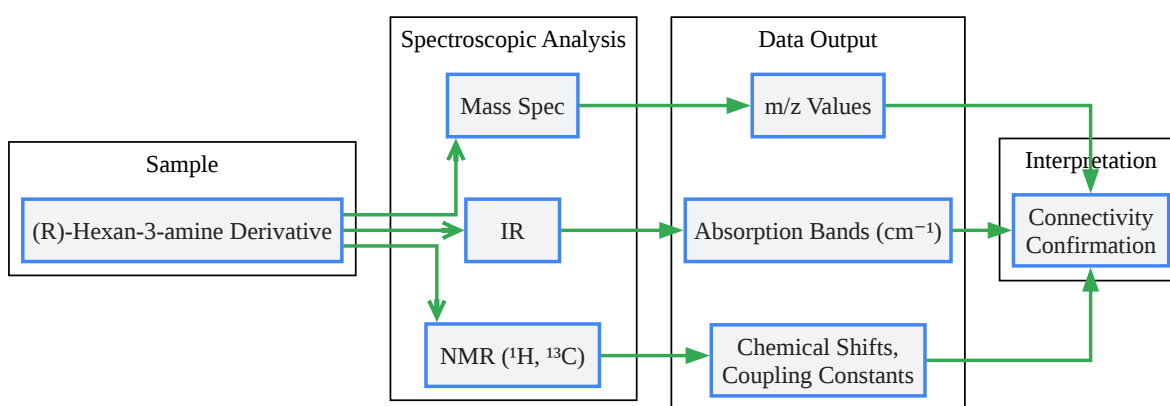 Spectroscopic Analysis
Data Output
Mass Spec
m/z Values
Sample
Interpretation
(R)-Hexan-3-amine Derivative
IR
Absorption Bands (cm⁻¹)
Connectivity
Confirmation
NMR (¹H, ¹³C)
Chemical Shifts,
Coupling Constants